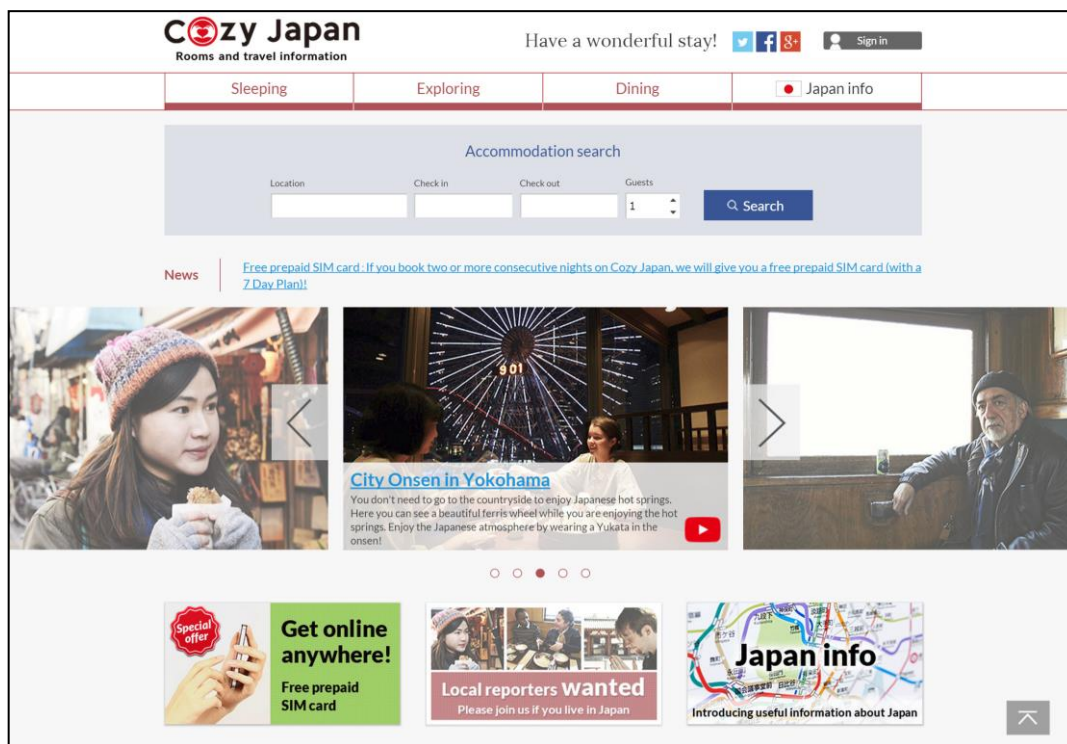 Cozy Japan
Rooms and travel information
Have a wonderful stay!
Sign in
Sleeping
Exploring
Dining
Japan info
Accommodation search
Location
Check in
Check out
Guests
1
Search
News
Free prepaid SIM card : If you book two or more consecutive nights on Cozy Japan, we will give you a free prepaid SIM card (with a
7 Day Plan)!
901
City Onsen in Yokohama
You don't need to go to the countryside to enjoy Japanese hot springs.
Here you can see a beautiful ferris wheel while you are enjoying the hot
springs. Enjoy the Japanese atmosphere by wearing a Yukata in the
onsen!
Special
offer
Get online
anywhere!
Free prepaid
SIM card
Local reporters wanted
Please join us if you live in Japan
九段下
市ケ谷
Japan info
Introducing useful information about Japan